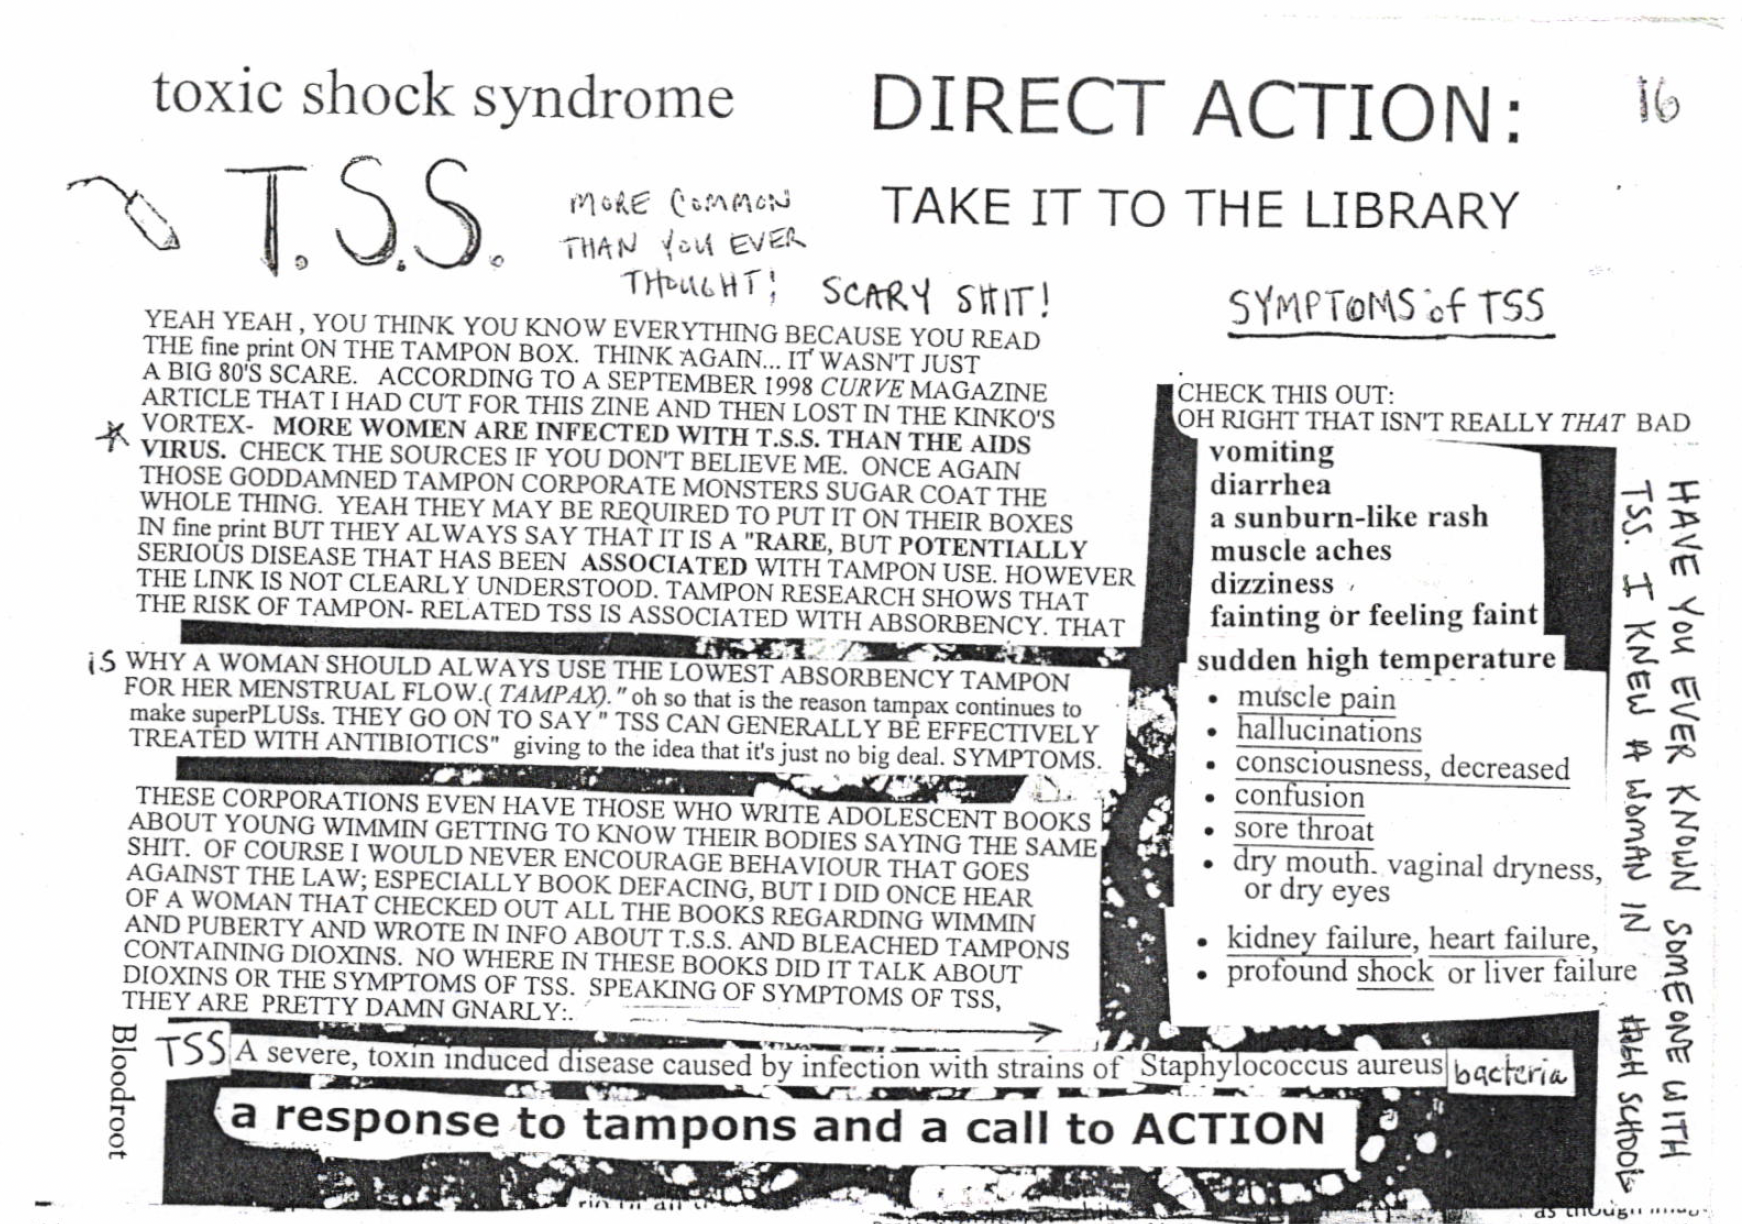 toxic shock syndrome
T.S.S.
MORE COMMON
THAN YOU EVER
THOUGHT!
SCARY SHIT!
DIRECT ACTION:
TAKE IT TO THE LIBRARY
16
YEAH YEAH , YOU THINK YOU KNOW EVERYTHING BECAUSE YOU READ
THE fine print ON THE TAMPON BOX. THINK AGAIN... IT WASN'T JUST
A BIG 80'S SCARE. ACCORDING TO A SEPTEMBER 1998 CURVE MAGAZINE
ARTICLE THAT I HAD CUT FOR THIS ZINE AND THEN LOST IN THE KINKO'S
VORTEX- MORE WOMEN ARE INFECTED WITH T.S.S. THAN THE AIDS
VIRUS. CHECK THE SOURCES IF YOU DON'T BELIEVE ME. ONCE AGAIN
THOSE GODDAMNED TAMPON CORPORATE MONSTERS SUGAR COAT THE
WHOLE THING. YEAH THEY MAY BE REQUIRED TO PUT IT ON THEIR BOXES
IN fine print BUT THEY ALWAYS SAY THAT IT IS A "RARE, BUT POTENTIALLY
SERIOUS DISEASE THAT HAS BEEN ASSOCIATED WITH TAMPON USE. HOWEVER
THE LINK IS NOT CLEARLY UNDERSTOOD. TAMPON RESEARCH SHOWS THAT
THE RISK OF TAMPON- RELATED TSS IS ASSOCIATED WITH ABSORBENCY. THAT
is WHY A WOMAN SHOULD ALWAYS USE THE LOWEST ABSORBENCY TAMPON
FOR HER MENSTRUAL FLOW.( TAMPAX)." oh so that is the reason tampax continues to
make superPLUSs. THEY GO ON TO SAY " TSS CAN GENERALLY BE EFFECTIVELY
TREATED WITH ANTIBIOTICS" giving to the idea that it's just no big deal. SYMPTOMS.
THESE CORPORATIONS EVEN HAVE THOSE WHO WRITE ADOLESCENT BOOKS
ABOUT YOUNG WIMMIN GETTING TO KNOW THEIR BODIES SAYING THE SAME
SHIT. OF COURSE I WOULD NEVER ENCOURAGE BEHAVIOUR THAT GOES
AGAINST THE LAW; ESPECIALLY BOOK DEFACING, BUT I DID ONCE HEAR
OF A WOMAN THAT CHECKED OUT ALL THE BOOKS REGARDING WIMMIN
AND PUBERTY AND WROTE IN INFO ABOUT T.S.S. AND BLEACHED TAMPONS
CONTAINING DIOXINS. NO WHERE IN THESE BOOKS DID IT TALK ABOUT
DIOXINS OR THE SYMPTOMS OF TSS. SPEAKING OF SYMPTOMS OF TSS,
THEY ARE PRETTY DAMN GNARLY:.
SYMPTOMS of TSS
CHECK THIS OUT:
OH RIGHT THAT ISN'T REALLY THAT BAD
vomiting
diarrhea
a sunburn-like rash
muscle aches
dizziness
fainting or feeling faint
sudden high temperature
• muscle pain
• hallucinations
• consciousness, decreased
• confusion
• sore throat
• dry mouth. vaginal dryness,
or dry eyes
• kidney failure, heart failure,
• profound shock or liver failure
HAVE YOU EVER KNOWN SOMEONE WITH
TSS. I KNEW A WOMAN IN HIGH SCHOOL
Bloodroot
TSS A severe, toxin induced disease caused by infection with strains of Staphylococcus aureus bacteria
a response to tampons and a call to ACTION